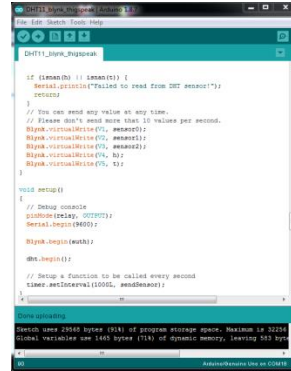 DHT11_blynk_thigspeak | Arduino 1.8.
File Edit Sketch Tools Help
DHT11_blynk_thigspeak
if (isnan(h) || isnan(t)) {
Serial.println("Failed to read from DHT sensor!");
return;
}
// You can send any value at any time.
// Please don't send more that 10 values per second.
Blynk.virtualWrite(V1, sensor0);
Blynk.virtualWrite(V2, sensor1);
Blynk.virtualWrite(V3, sensor2);
Blynk.virtualWrite(V4, h);
Blynk.virtualWrite(V5, t);
}
void setup()
{
// Debug console
pinMode(relay, OUTPUT);
Serial.begin(9600);
Blynk.begin(auth);
dht.begin();
// Setup a function to be called every second
timer.setInterval(1000L, sendSensor);
Done uploading.
Sketch uses 29568 bytes (91%) of program storage space. Maximum is 32256
Global variables use 1465 bytes (71%) of dynamic memory, leaving 583 byte
90
Arduino/Genuino Uno on COM18